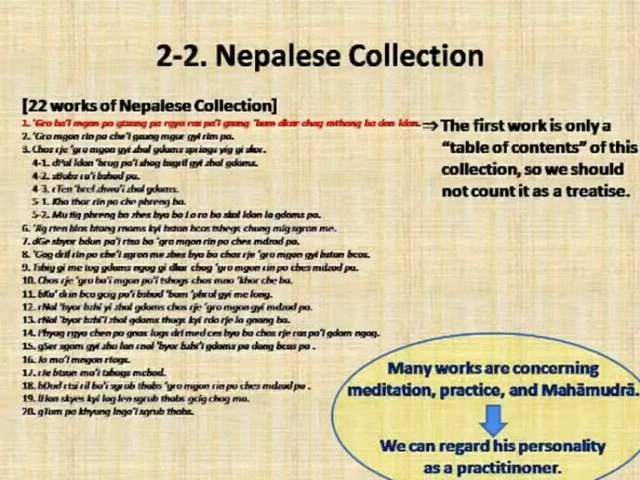 2-2. Nepalese Collection
[22 works of Nepalese Collection]
1. 'Gro ba'i mgon po gtsang pa rgya ras pa'i gsung 'bum dkar chag mthong ba don ldan.
⇒ The first work is only a
"table of contents" of this
collection, so we should
not count it as a treatise.
2. 'Gro mgon rin po che'i gsung mgur gyi rim pa.
3. Chos rje 'gro mgon gyi zhal gdams springs yig gi skor.
4-1. dPal ldan 'brug pa'i shog bsgril gyi zhal gdams.
4-2. sBubs ra'i bshad pa.
4-3. rTen 'brel zhwa'i zhal gdams.
5-1. Kha thor rin po che phreng ba.
5-2. Mu tig phreng ba zhes bya ba La ro ba skal ldan la gdams pa.
6. 'Jig rten blos btang rnams kyi bstan bcos tshegs chung mig sgron me.
7. dGe sbyor bdun pa'i rtsa ba 'gro mgon rin po ches mdzad pa.
8. 'Gag dril rin po che'i sgron me zhes bya ba chos rje 'gro mgon gyi bstan bcos.
9. Tshig gi me tog gdams ngag gi dkar chag 'gro mgon rin po ches mdzad pa.
10. Chos rje 'gro ba'i mgon po'i tshogs chos mao 'khor che ba.
11. bKa' drin bco gcig pa'i bshad 'bum 'phrul gyi me long.
12. rNal 'byor bzhi yi zhal gdams chos rje 'gro mgon gyi mdzad pa.
13. rNal 'byor bzhi'i zhal gdams thugs kyi rdo rje la gnang ba.
14. Phyag rgya chen po gnas lugs dri med ces bya ba chos rje ras pa'i gdam ngag.
15. gSer sgom gyi zhu lan rnal 'byor bzhi'i gdams pa dang bcas pa .
16. Jo mo'i mngon rtogs.
17. rJe btsun ma'i tshogs mchod.
18. bDud rtsi ril bu'i sgrub thabs 'gro mgon rin po ches mdzad pa .
19. lHan skyes kyi lag len sgrub thabs gcig chog ma.
20. gTum po khyung lnga'i sgrub thabs.
Many works are concerning
meditation, practice, and Mahāmudrā.
We can regard his personality
as a practitinoner.